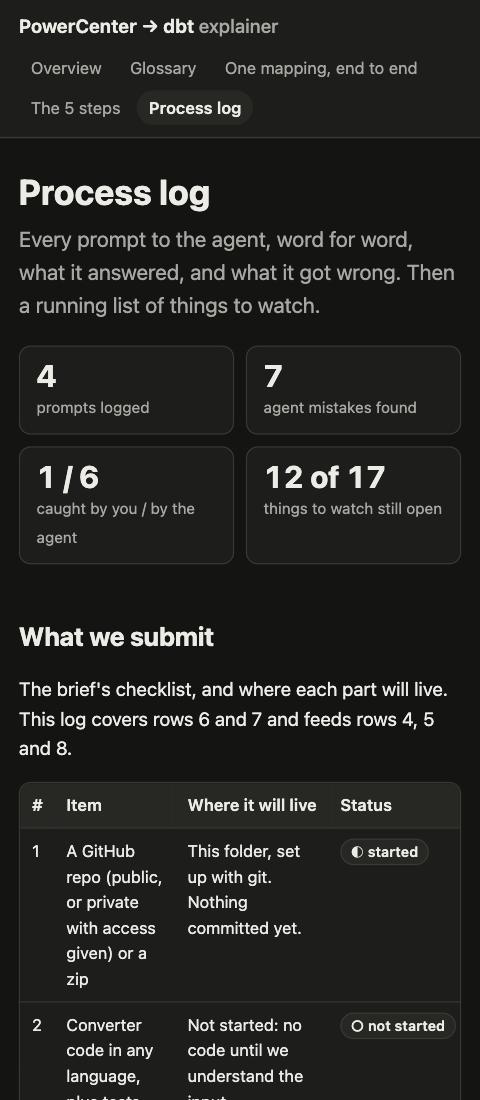 PowerCenter → dbt explainer
Overview Glossary One mapping, end to end
The 5 steps Process log
Process log
Every prompt to the agent, word for word,
what it answered, and what it got wrong. Then
a running list of things to watch.
4
prompts logged
7
agent mistakes found
1 / 6
caught by you / by the
agent
12 of 17
things to watch still open
What we submit
The brief's checklist, and where each part will live.
This log covers rows 6 and 7 and feeds rows 4, 5
and 8.
# Item Where it will live Status
1 A GitHub This folder, set ◐ started
repo (public, up with git.
or private Nothing
with access committed yet.
given) or a
zip
2 Converter Not started: no ○ not started
code in any code until we
language, understand the